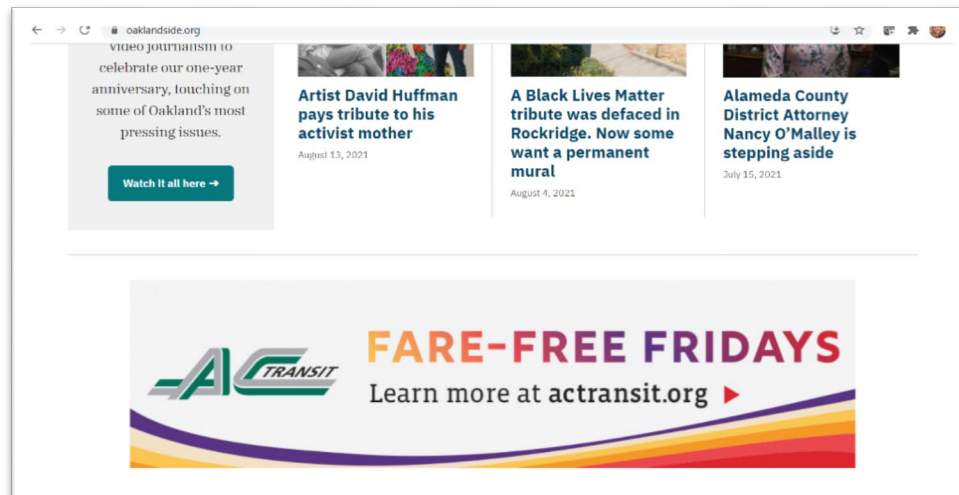 oaklandside.org
video journalism to
celebrate our one-year
anniversary, touching on
some of Oakland's most
pressing issues.
Watch it all here →
Artist David Huffman
pays tribute to his
activist mother
August 13, 2021
A Black Lives Matter
tribute was defaced in
Rockridge. Now some
want a permanent
mural
August 4, 2021
Alameda County
District Attorney
Nancy O'Malley is
stepping aside
July 15, 2021
AC TRANSIT
FARE-FREE FRIDAYS
Learn more at actransit.org